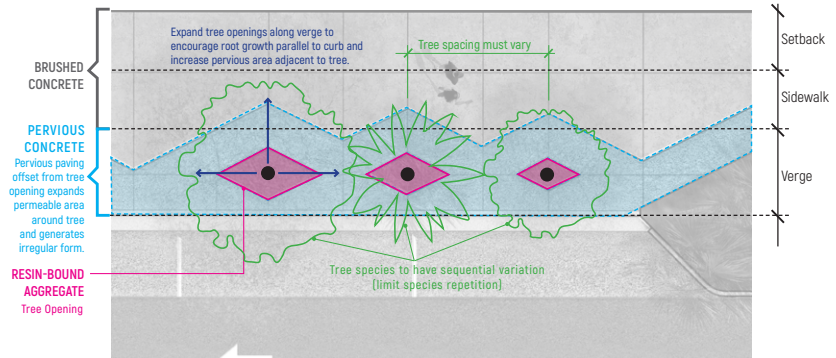 Expand tree openings along verge to
encourage root growth parallel to curb and
increase pervious area adjacent to tree.
Tree spacing must vary
Setback
Sidewalk
Verge
BRUSHED
CONCRETE
PERVIOUS
CONCRETE
Pervious paving
offset from tree
opening expands
permeable area
around tree
and generates
irregular form.
RESIN-BOUND
AGGREGATE
Tree Opening
Tree species to have sequential variation
(limit species repetition)